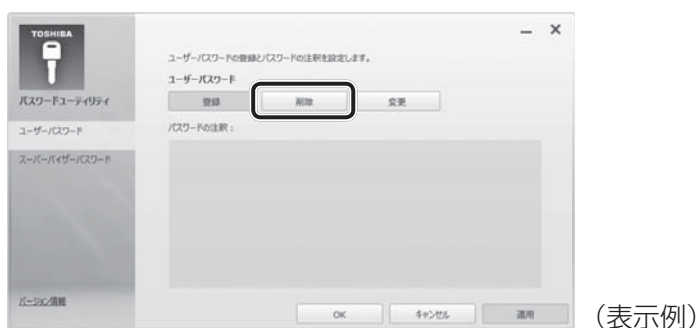 TOSHIBA
パスワードユーティリティ
ユーザーパスワード
スーパーバイザーパスワード
バージョン情報
ユーザーパスワードの登録とパスワードの注釈を設定します。
ユーザーパスワード
登録 削除 変更
パスワードの注釈：
OK キャンセル 適用
（表示例）